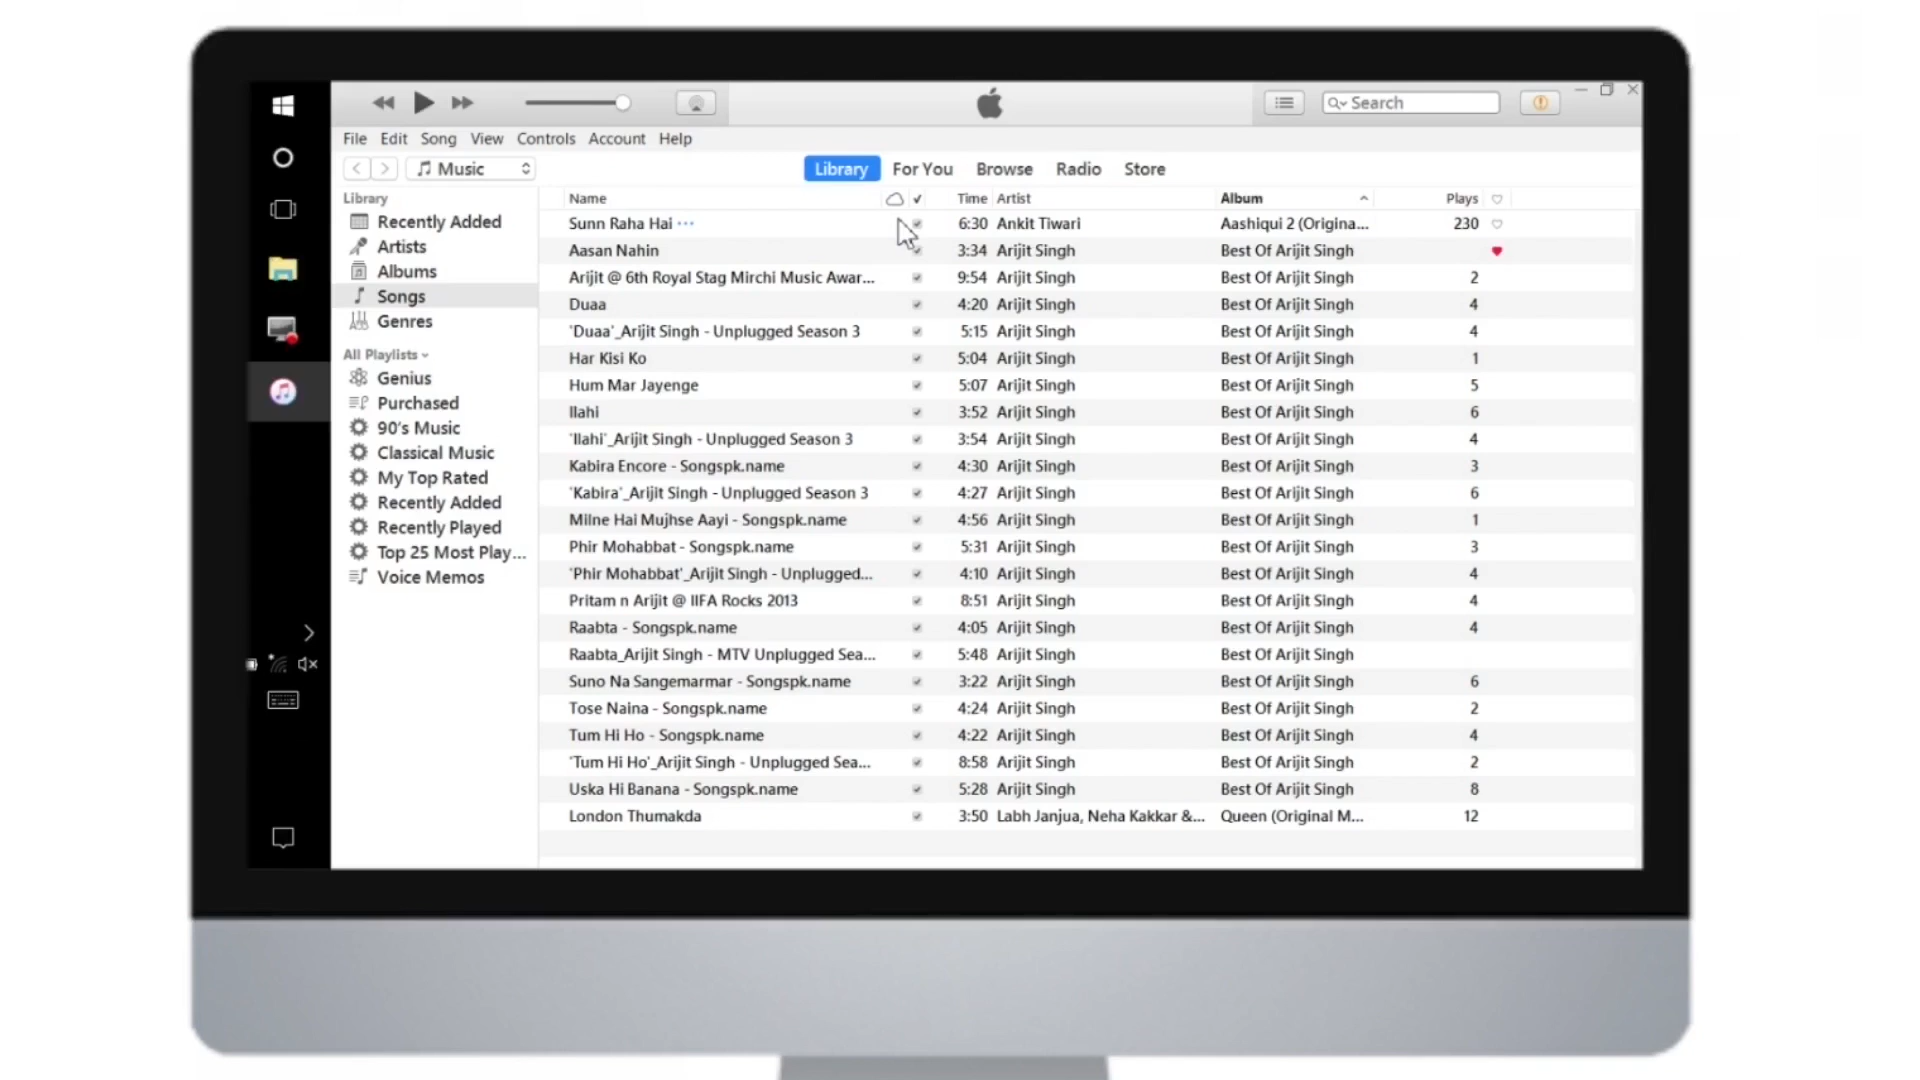 Search
File Edit Song View Controls Account Help
Music Library For You Browse Radio Store
Library
Recently Added
Artists
Albums
Songs
Genres
All Playlists
Genius
Purchased
90's Music
Classical Music
My Top Rated
Recently Added
Recently Played
Top 25 Most Play...
Voice Memos
Name Time Artist Album Plays
Sunn Raha Hai ··· 6:30 Ankit Tiwari Aashiqui 2 (Origina... 230
Aasan Nahin 3:34 Arijit Singh Best Of Arijit Singh
Arijit @ 6th Royal Stag Mirchi Music Awar... 9:54 Arijit Singh Best Of Arijit Singh 2
Duaa 4:20 Arijit Singh Best Of Arijit Singh 4
'Duaa'_Arijit Singh - Unplugged Season 3 5:15 Arijit Singh Best Of Arijit Singh 4
Har Kisi Ko 5:04 Arijit Singh Best Of Arijit Singh 1
Hum Mar Jayenge 5:07 Arijit Singh Best Of Arijit Singh 5
Ilahi 3:52 Arijit Singh Best Of Arijit Singh 6
'Ilahi'_Arijit Singh - Unplugged Season 3 3:54 Arijit Singh Best Of Arijit Singh 4
Kabira Encore - Songspk.name 4:30 Arijit Singh Best Of Arijit Singh 3
'Kabira'_Arijit Singh - Unplugged Season 3 4:27 Arijit Singh Best Of Arijit Singh 6
Milne Hai Mujhse Aayi - Songspk.name 4:56 Arijit Singh Best Of Arijit Singh 1
Phir Mohabbat - Songspk.name 5:31 Arijit Singh Best Of Arijit Singh 3
'Phir Mohabbat'_Arijit Singh - Unplugged... 4:10 Arijit Singh Best Of Arijit Singh 4
Pritam n Arijit @ IIFA Rocks 2013 8:51 Arijit Singh Best Of Arijit Singh 4
Raabta - Songspk.name 4:05 Arijit Singh Best Of Arijit Singh 4
Raabta_Arijit Singh - MTV Unplugged Sea... 5:48 Arijit Singh Best Of Arijit Singh
Suno Na Sangemarmar - Songspk.name 3:22 Arijit Singh Best Of Arijit Singh 6
Tose Naina - Songspk.name 4:24 Arijit Singh Best Of Arijit Singh 2
Tum Hi Ho - Songspk.name 4:22 Arijit Singh Best Of Arijit Singh 4
'Tum Hi Ho'_Arijit Singh - Unplugged Sea... 8:58 Arijit Singh Best Of Arijit Singh 2
Uska Hi Banana - Songspk.name 5:28 Arijit Singh Best Of Arijit Singh 8
London Thumakda 3:50 Labh Janjua, Neha Kakkar &... Queen (Original M... 12